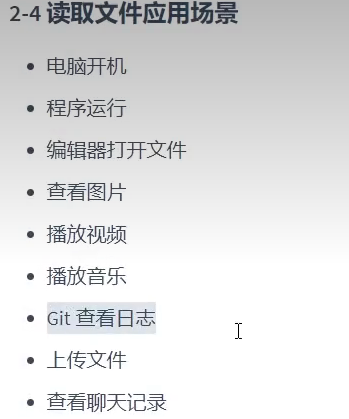 2-4 读取文件应用场景
• 电脑开机
• 程序运行
• 编辑器打开文件
• 查看图片
• 播放视频
• 播放音乐
• Git 查看日志
• 上传文件
• 查看聊天记录